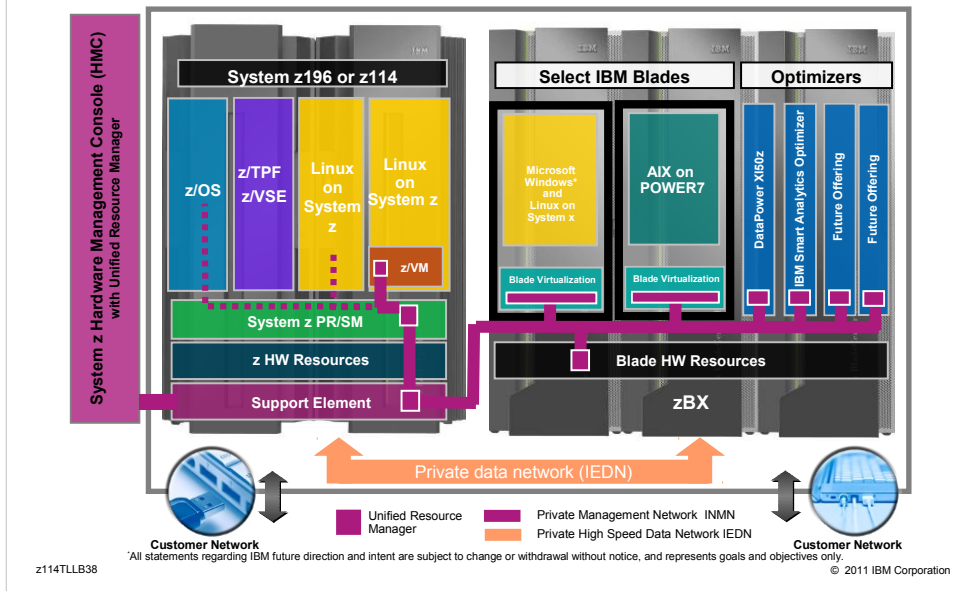 System z Hardware Management Console (HMC)
with Unified Resource Manager
IBM
IBM
IBM
IBM
System z196 or z114
Select IBM Blades
Optimizers
z/OS
z/TPF
z/VSE
Linux
on
System
z
Linux
on
System z
z/VM
Microsoft
Windows*
and
Linux on
System x
AIX on
POWER7
DataPower XI50z
IBM Smart Analytics Optimizer
Future Offering
Future Offering
Blade Virtualization
Blade Virtualization
System z PR/SM
z HW Resources
Blade HW Resources
Support Element
zBX
Private data network (IEDN)
Unified Resource
Manager
Private Management Network INMN
Private High Speed Data Network IEDN
Customer Network
Customer Network
*All statements regarding IBM future direction and intent are subject to change or withdrawal without notice, and represents goals and objectives only.
z114TLLB38
© 2011 IBM Corporation